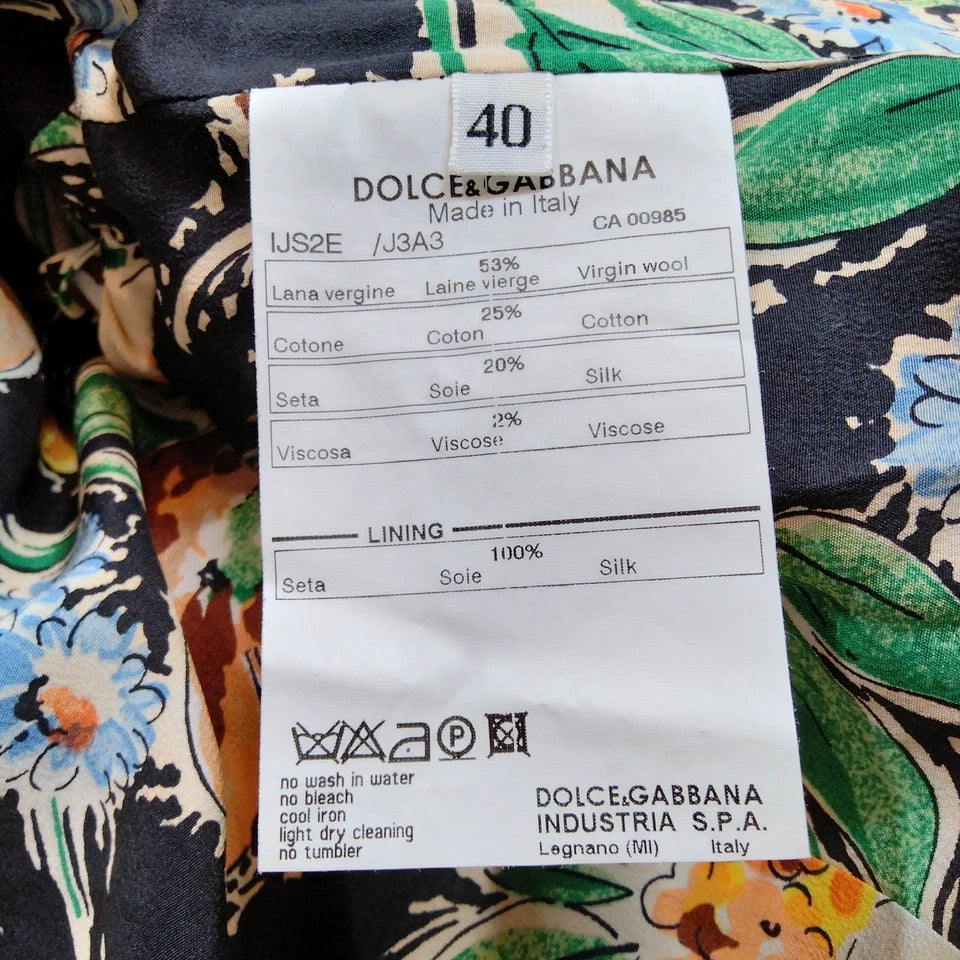 40
DOLCE&GABBANA
Made in Italy
CA 00985
IJS2E /J3A3
53%
Lana vergine Laine vierge Virgin wool
25%
Cotone Coton Cotton
20%
Seta Soie Silk
2%
Viscosa Viscose Viscose
LINING
100%
Seta Soie Silk
P
no wash in water
no bleach
cool iron
light dry cleaning
no tumbler
DOLCE&GABBANA
INDUSTRIA S.P.A.
Legnano (MI) Italy